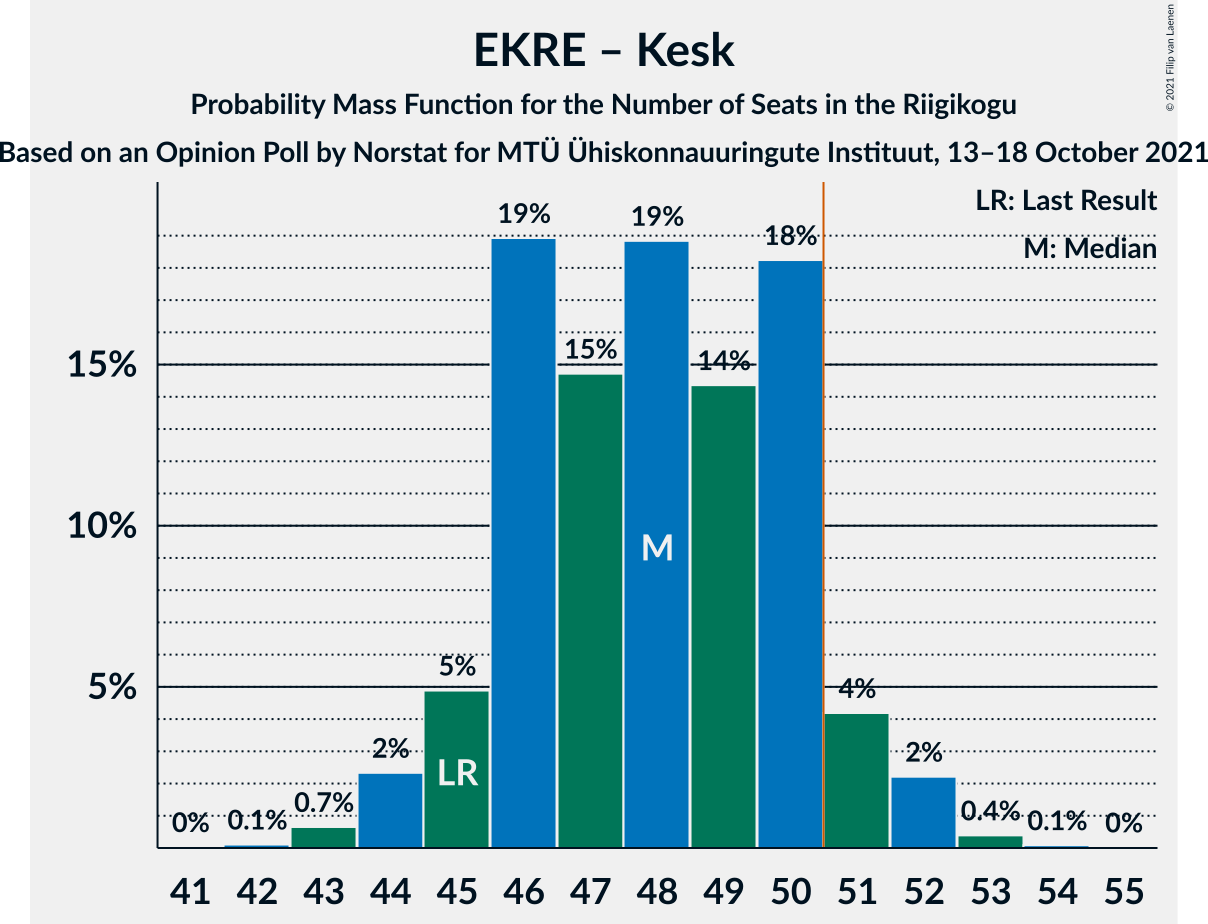 EKRE – Kesk
Probability Mass Function for the Number of Seats in the Riigikogu
Based on an Opinion Poll by Norstat for MTÜ Ühiskonnauuringute Instituut, 13–18 October 2021
© 2021 Filip van Laenen
LR: Last Result
M: Median
19% 19% 18%
15% 15% 14%
10% M
5% 5% 4%
0% 0.1% 0.7% 2% LR 2% 0.4% 0.1% 0%
41 42 43 44 45 46 47 48 49 50 51 52 53 54 55